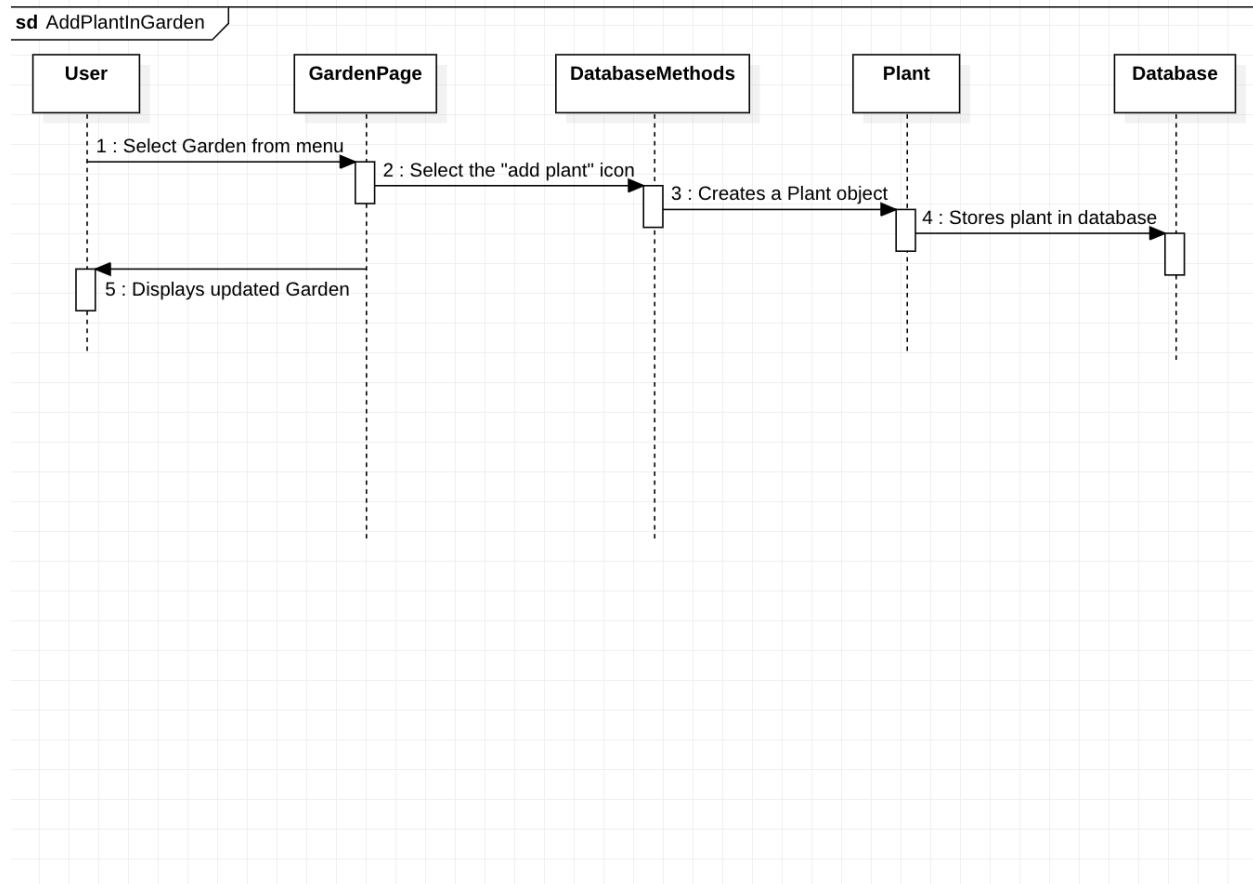 sd AddPlantInGarden
User
GardenPage
DatabaseMethods
Plant
Database
1 : Select Garden from menu
2 : Select the "add plant" icon
3 : Creates a Plant object
4 : Stores plant in database
5 : Displays updated Garden